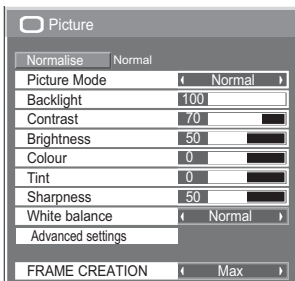 Picture
Normalise Normal
Picture Mode Normal
Backlight 100
Contrast 70
Brightness 50
Colour 0
Tint 0
Sharpness 50
White balance Normal
Advanced settings
FRAME CREATION Max